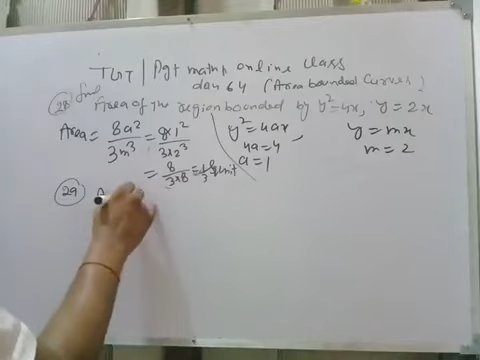 TGT | Pgt maths online class
day 64 (Area bounded Curves)
28 find Area of the region bounded by y² = 4x, y = 2x
Area = 8a²/3m³ = 8×1²/3×2³
= 8/3×8 = 1/3 unit
y² = 4ax
4a = 4
a = 1
y = mx
m = 2
29